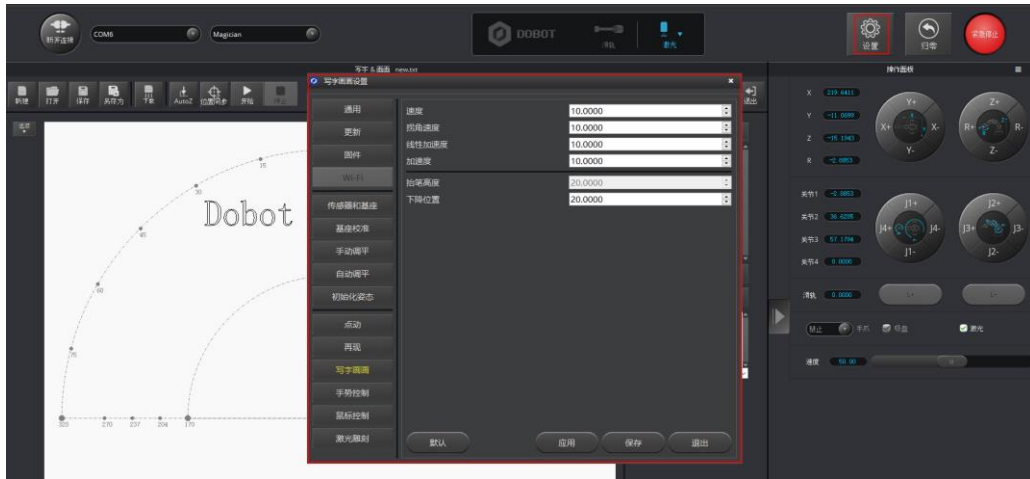 断开连接
COM6
Magician
DOBOT
滑轨
激光
设置
归零
紧急停止
写字 & 画画 new.txt
操作面板
新建
打开
保存
另存为
下载
AutoZ
位置同步
开始
停止
退出
选项
写字画画设置
通用
更新
固件
Wi-Fi
传感器和基座
基座校准
手动调平
自动调平
初始化姿态
点动
再现
写字画画
手势控制
鼠标控制
激光雕刻
速度 10.0000
拐角速度 10.0000
线性加速度 10.0000
加速度 10.0000
抬笔高度 20.0000
下降位置 20.0000
默认
应用
保存
退出
Dobot
15
30
45
60
75
320
270
237
204
170
X 219.6411
Y -11.0699
Z -15.1943
R -2.8853
Y+
X+
X-
Y-
Z+
R+
R-
Z-
关节1 -2.8853
关节2 36.6285
关节3 57.1794
关节4 0.0000
J1+
J4+
J4-
J1-
J2+
J3+
J3-
J2-
滑轨 0.0000
L+
L-
禁止
手爪
吸盘
激光
速度 50.00